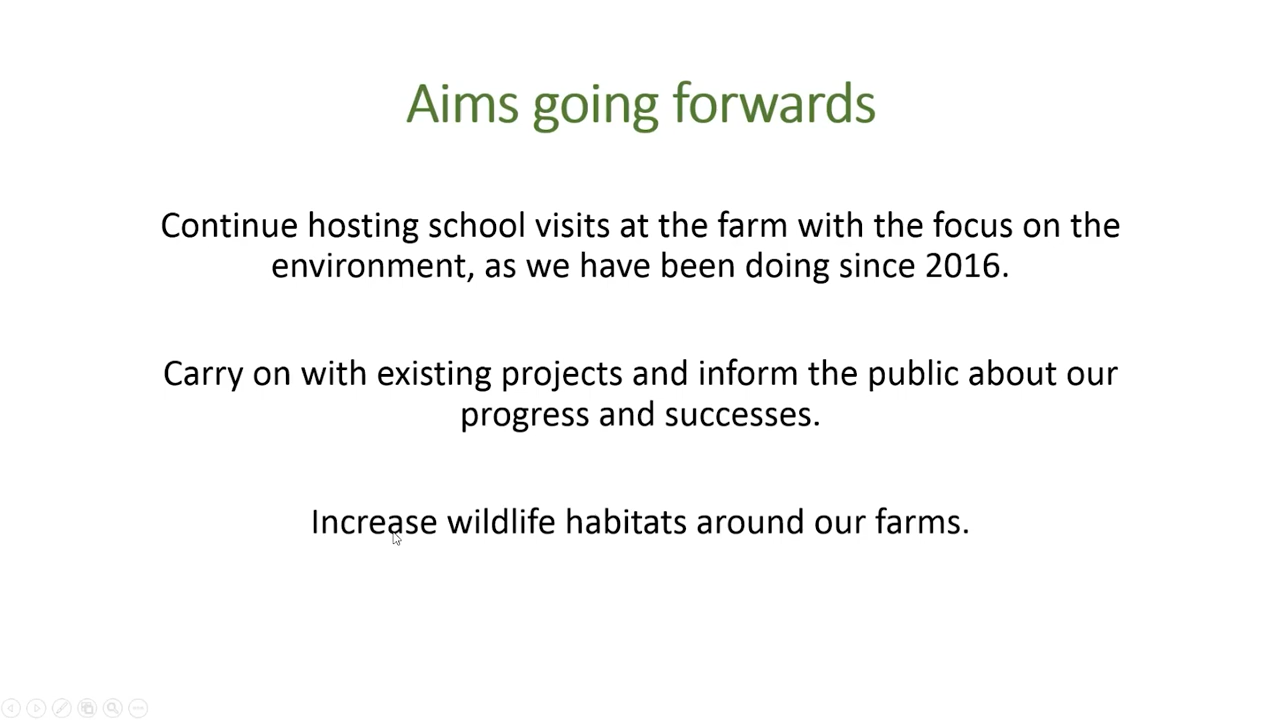 Aims going forwards
Continue hosting school visits at the farm with the focus on the
environment, as we have been doing since 2016.
Carry on with existing projects and inform the public about our
progress and successes.
Increase wildlife habitats around our farms.